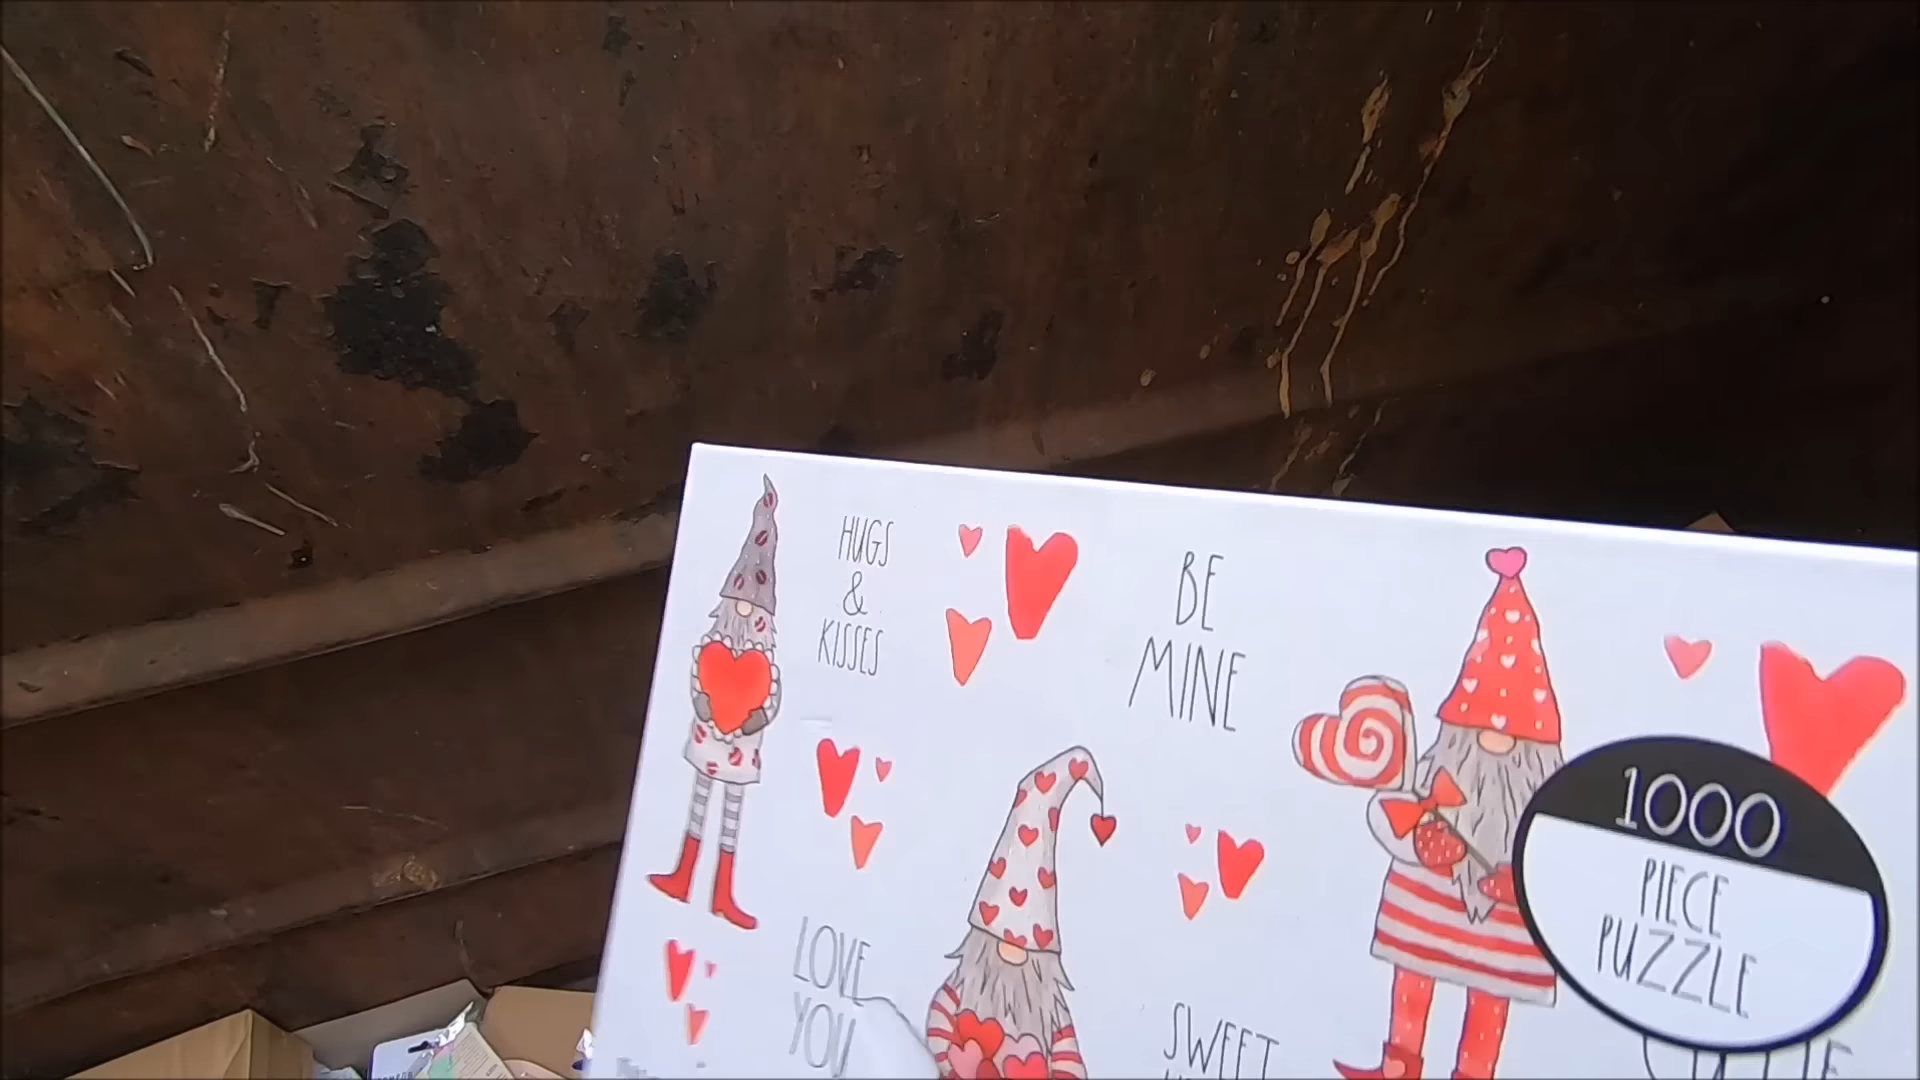 HUGS
&
KISSES
BE
MINE
1000
PIECE
PUZZLE
LOVE
YOU
SWEET